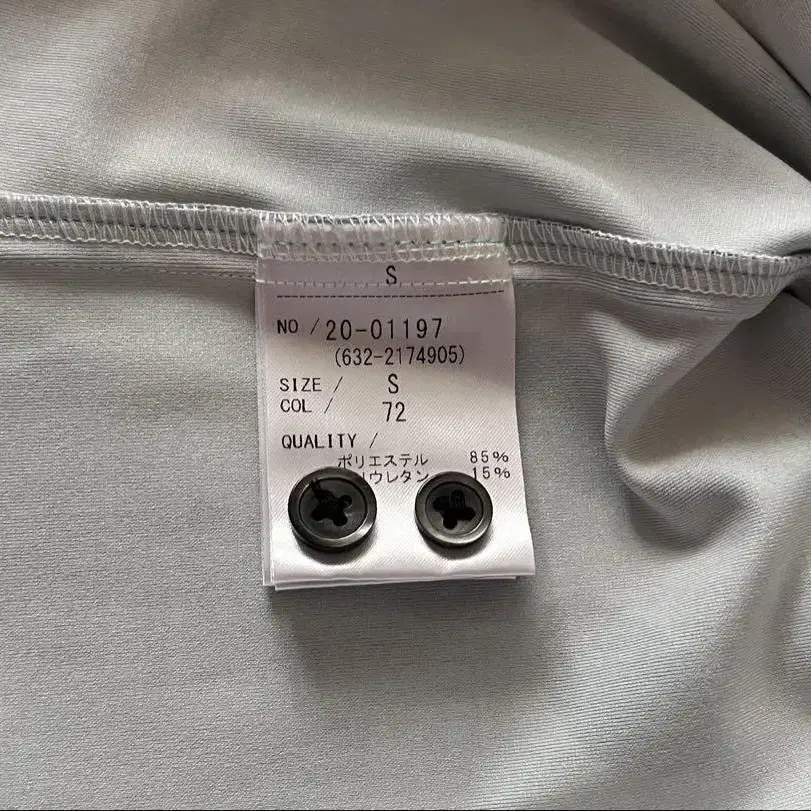 S
NO / 20-01197
(632-2174905)
SIZE / S
COL / 72
QUALITY /
ポリエステル 85%
リウレタン 15%